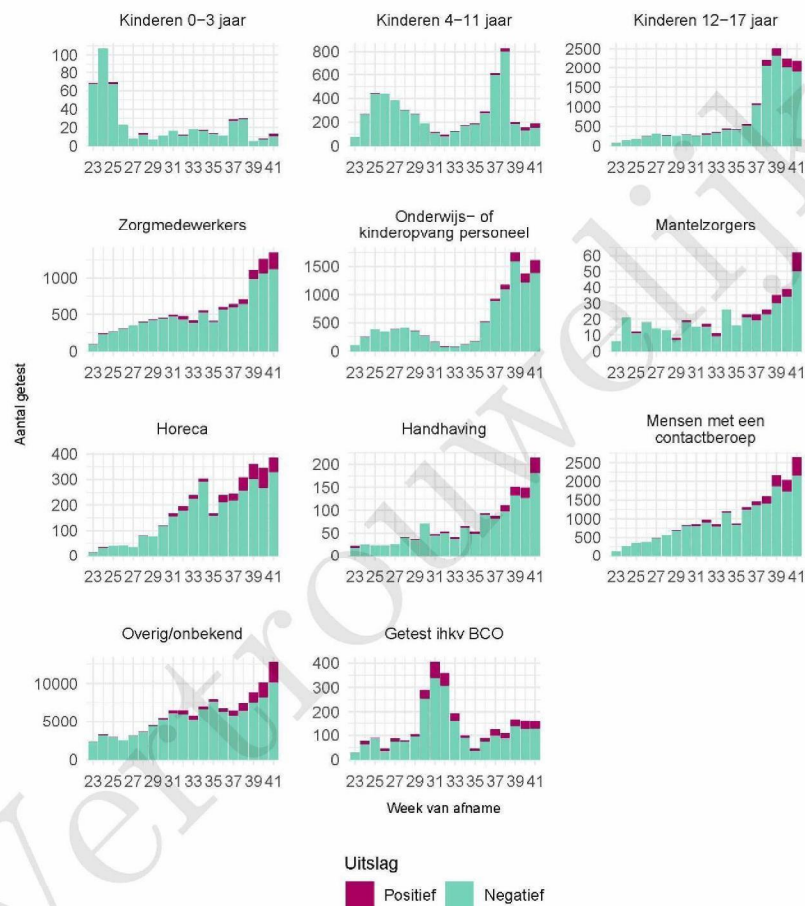 Kinderen 0−3 jaar
Kinderen 4−11 jaar
Kinderen 12−17 jaar
100
80
60
40
20
0
23 25 27 29 31 33 35 37 39 41
800
600
400
200
0
23 25 27 29 31 33 35 37 39 41
2500
2000
1500
1000
500
0
23 25 27 29 31 33 35 37 39 41
Zorgmedewerkers
Onderwijs− of
kinderopvang personeel
Mantelzorgers
1000
500
0
23 25 27 29 31 33 35 37 39 41
1500
1000
500
0
23 25 27 29 31 33 35 37 39 41
60
50
40
30
20
10
0
23 25 27 29 31 33 35 37 39 41
Aantal getest
Horeca
Handhaving
Mensen met een
contactberoep
400
300
200
100
0
23 25 27 29 31 33 35 37 39 41
200
150
100
50
0
23 25 27 29 31 33 35 37 39 41
2500
2000
1500
1000
500
0
23 25 27 29 31 33 35 37 39 41
Overig/onbekend
Getest ihkv BCO
10000
5000
0
23 25 27 29 31 33 35 37 39 41
400
300
200
100
0
23 25 27 29 31 33 35 37 39 41
Week van afname
Uitslag
Positief
Negatief
Vertrouwelijk